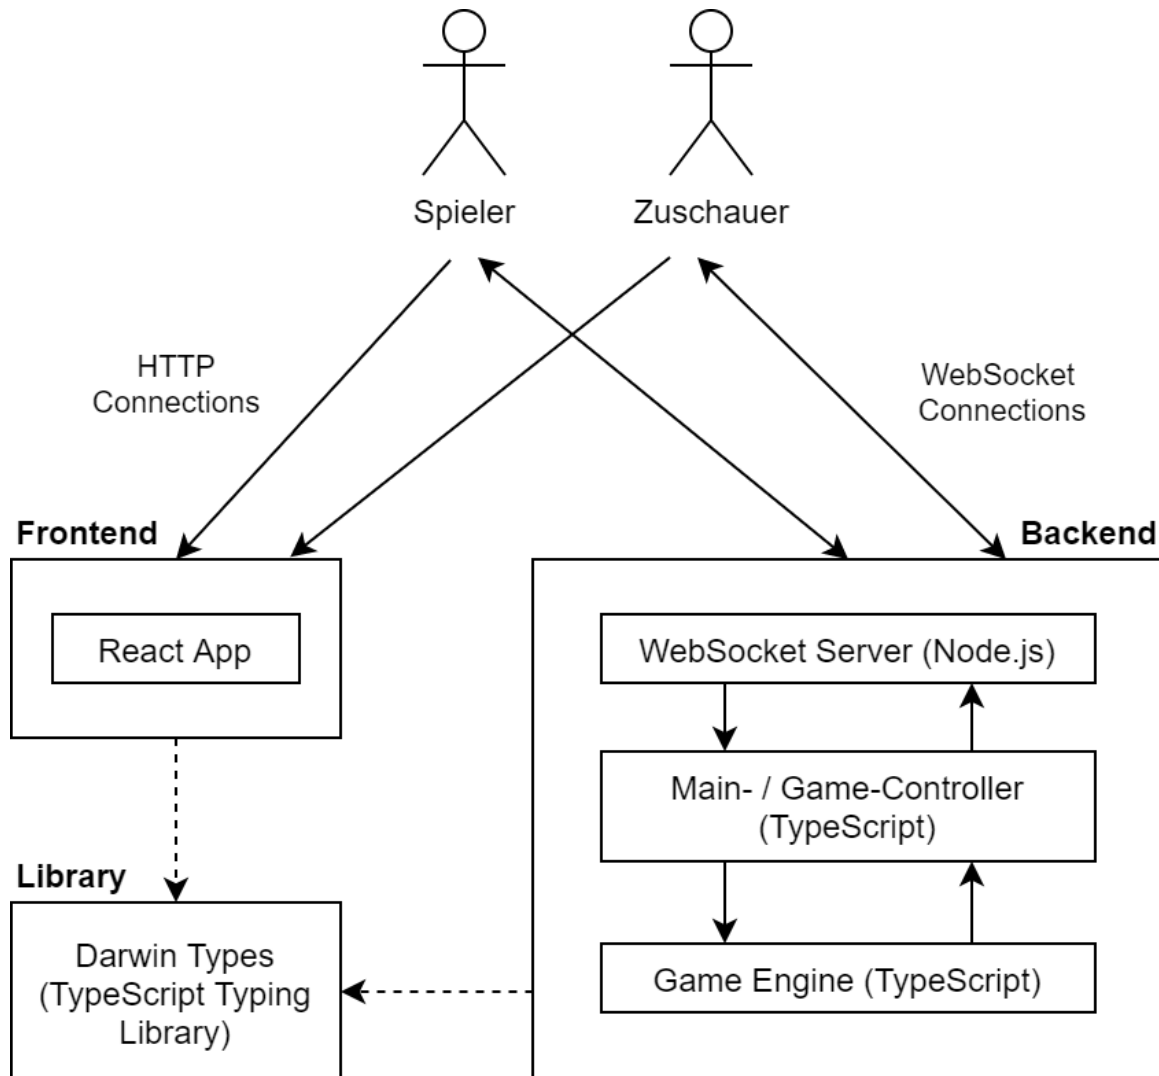 Spieler
Zuschauer
HTTP
Connections
WebSocket
Connections
Frontend
Backend
React App
WebSocket Server (Node.js)
Main- / Game-Controller
(TypeScript)
Library
Darwin Types
(TypeScript Typing
Library)
Game Engine (TypeScript)